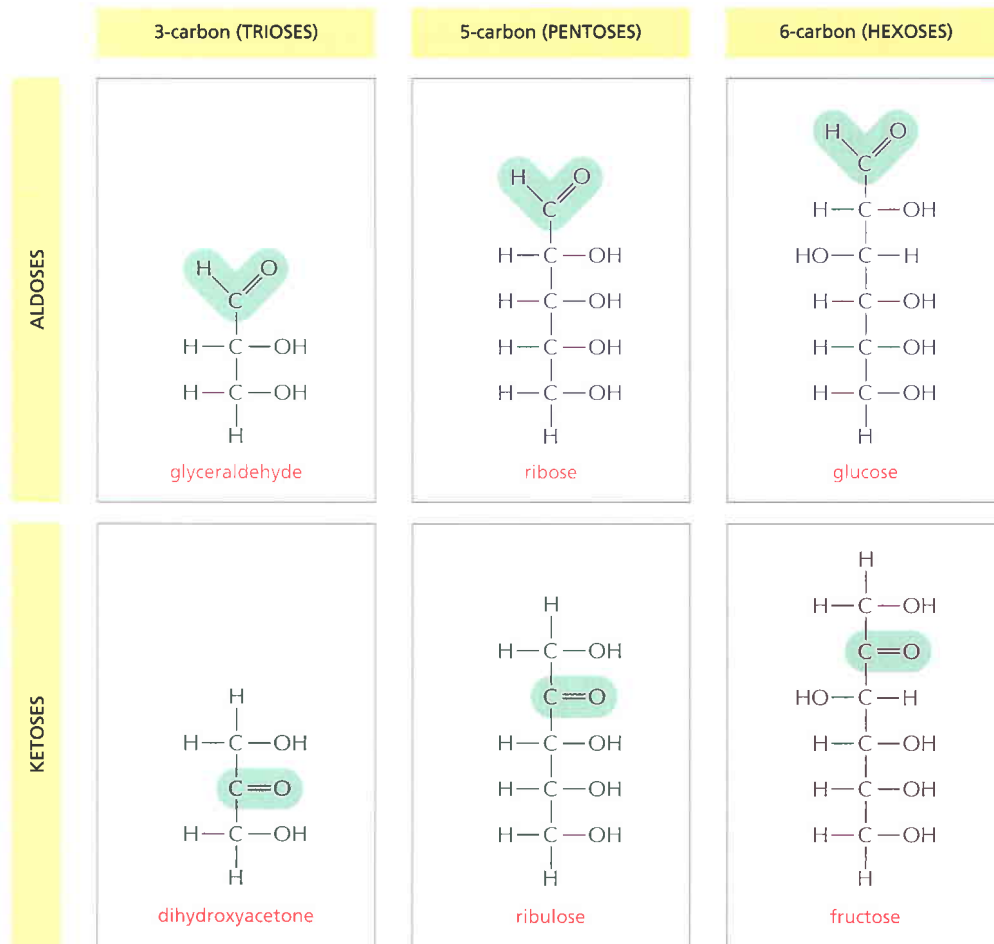 3-carbon (TRIOSES)
5-carbon (PENTOSES)
6-carbon (HEXOSES)
ALDOSES
H O
C
H—C—OH
H—C—OH
H
glyceraldehyde
H O
C
H—C—OH
H—C—OH
H—C—OH
H—C—OH
H
ribose
H O
C
H—C—OH
HO—C—H
H—C—OH
H—C—OH
H—C—OH
H
glucose
KETOSES
H
H—C—OH
C=O
H—C—OH
H
dihydroxyacetone
H
H—C—OH
C=O
H—C—OH
H—C—OH
H—C—OH
H
ribulose
H
H—C—OH
C=O
HO—C—H
H—C—OH
H—C—OH
H—C—OH
H
fructose